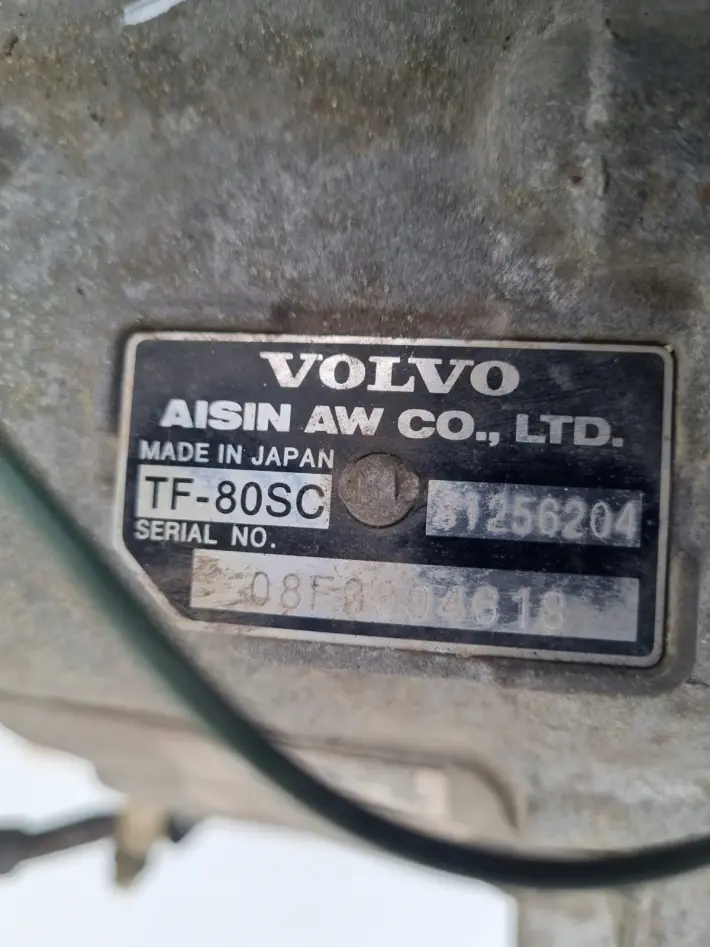 VOLVO
AISIN AW CO., LTD.
MADE IN JAPAN
TF-80SC
31256204
SERIAL NO.